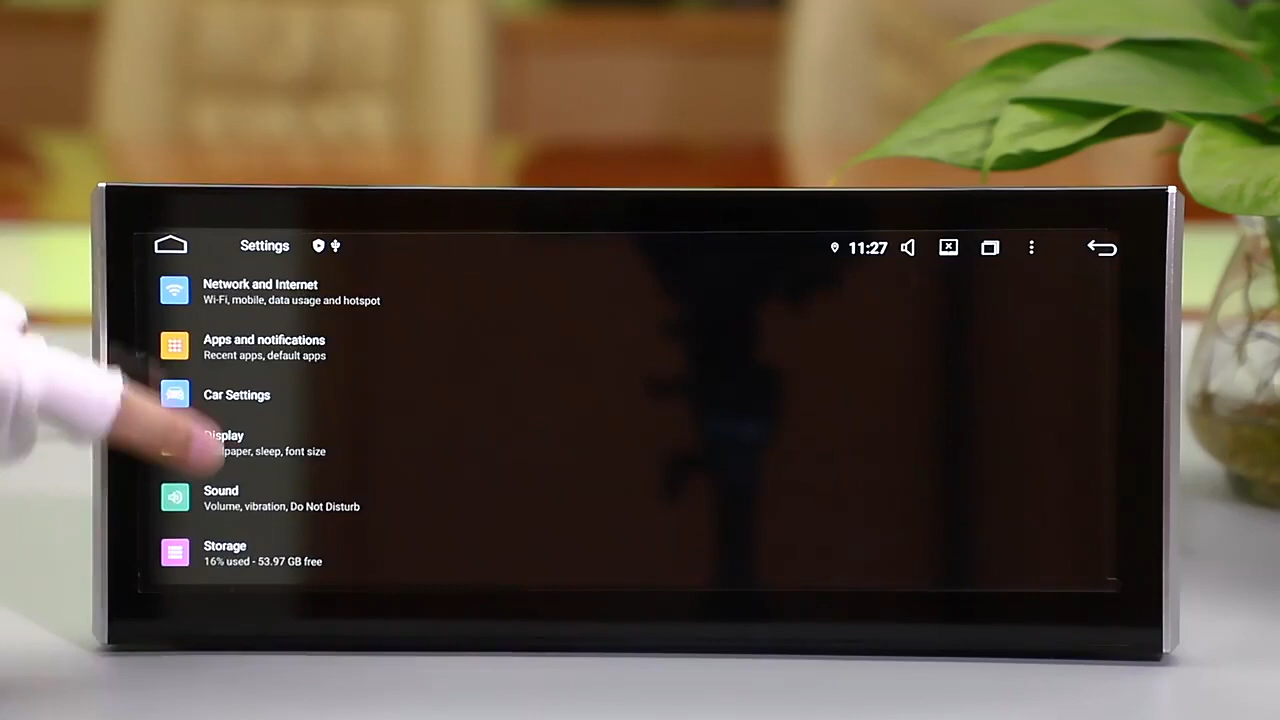 Settings
11:27
Network and Internet
Wi-Fi, mobile, data usage and hotspot
Apps and notifications
Recent apps, default apps
Car Settings
Display
paper, sleep, font size
Sound
Volume, vibration, Do Not Disturb
Storage
16% used - 53.97 GB free